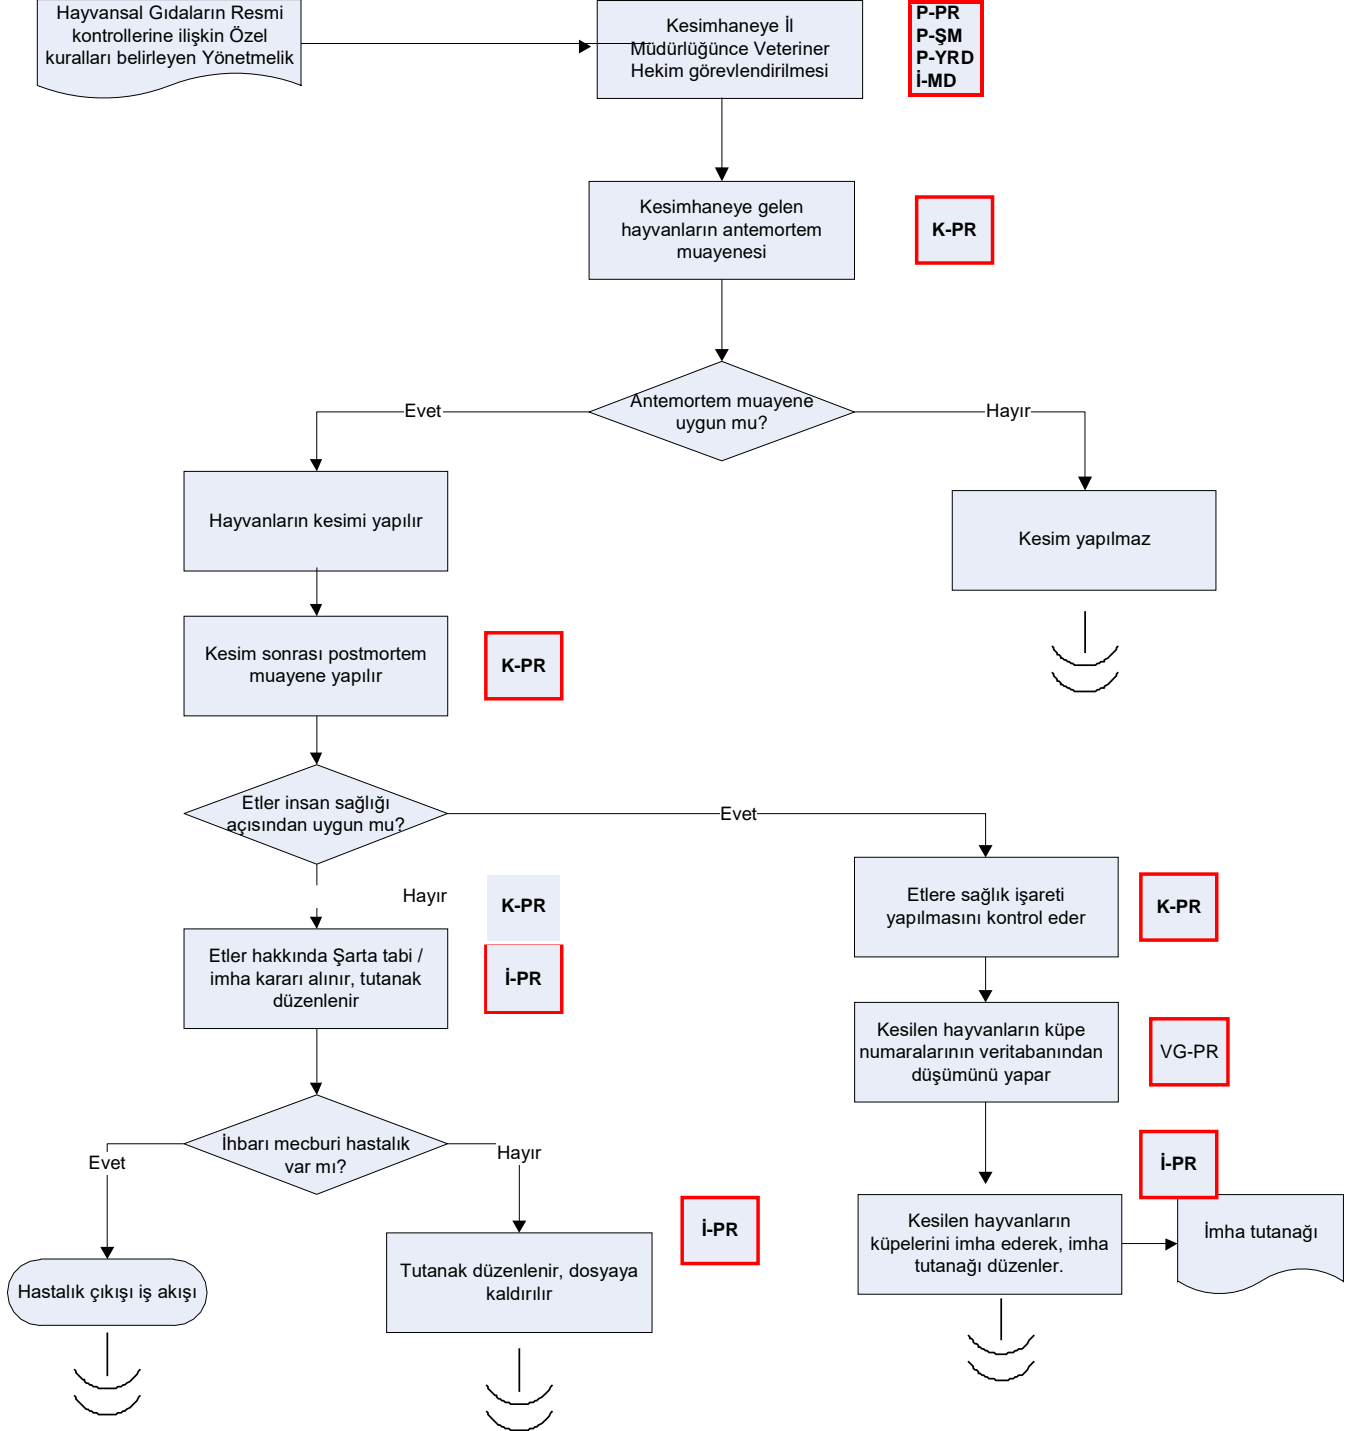 Hayvansal Gıdaların Resmi
kontrollerine ilişkin Özel
kuralları belirleyen Yönetmelik
Kesimhaneye İl
Müdürlüğünce Veteriner
Hekim görevlendirilmesi
P-PR
P-ŞM
P-YRD
İ-MD
Kesimhaneye gelen
hayvanların antemortem
muayenesi
K-PR
Antemortem muayene
uygun mu?
Evet
Hayır
Hayvanların kesimi yapılır
Kesim yapılmaz
Kesim sonrası postmortem
muayene yapılır
K-PR
Etler insan sağlığı
açısından uygun mu?
Evet
Hayır
K-PR
Etler hakkında Şarta tabi /
imha kararı alınır, tutanak
düzenlenir
İ-PR
Etlere sağlık işareti
yapılmasını kontrol eder
K-PR
Kesilen hayvanların küpe
numaralarının veritabanından
düşümünü yapar
VG-PR
İhbarı mecburi hastalık
var mı?
Evet
Hayır
İ-PR
Kesilen hayvanların
küpelerini imha ederek, imha
tutanağı düzenler.
İmha tutanağı
İ-PR
Hastalık çıkışı iş akışı
Tutanak düzenlenir, dosyaya
kaldırılır